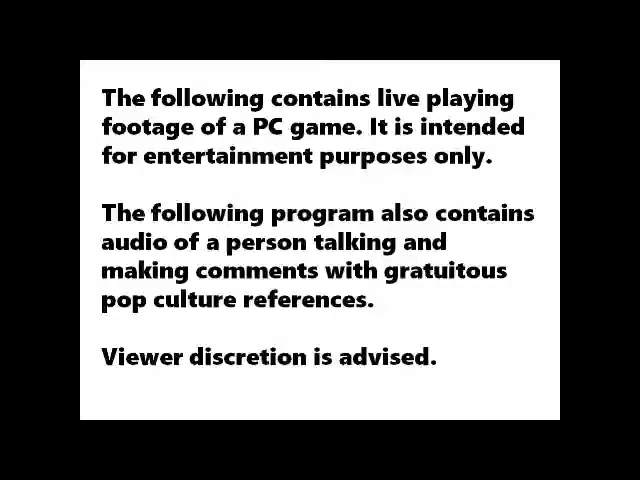 The following contains live playing
footage of a PC game. It is intended
for entertainment purposes only.
The following program also contains
audio of a person talking and
making comments with gratuitous
pop culture references.
Viewer discretion is advised.